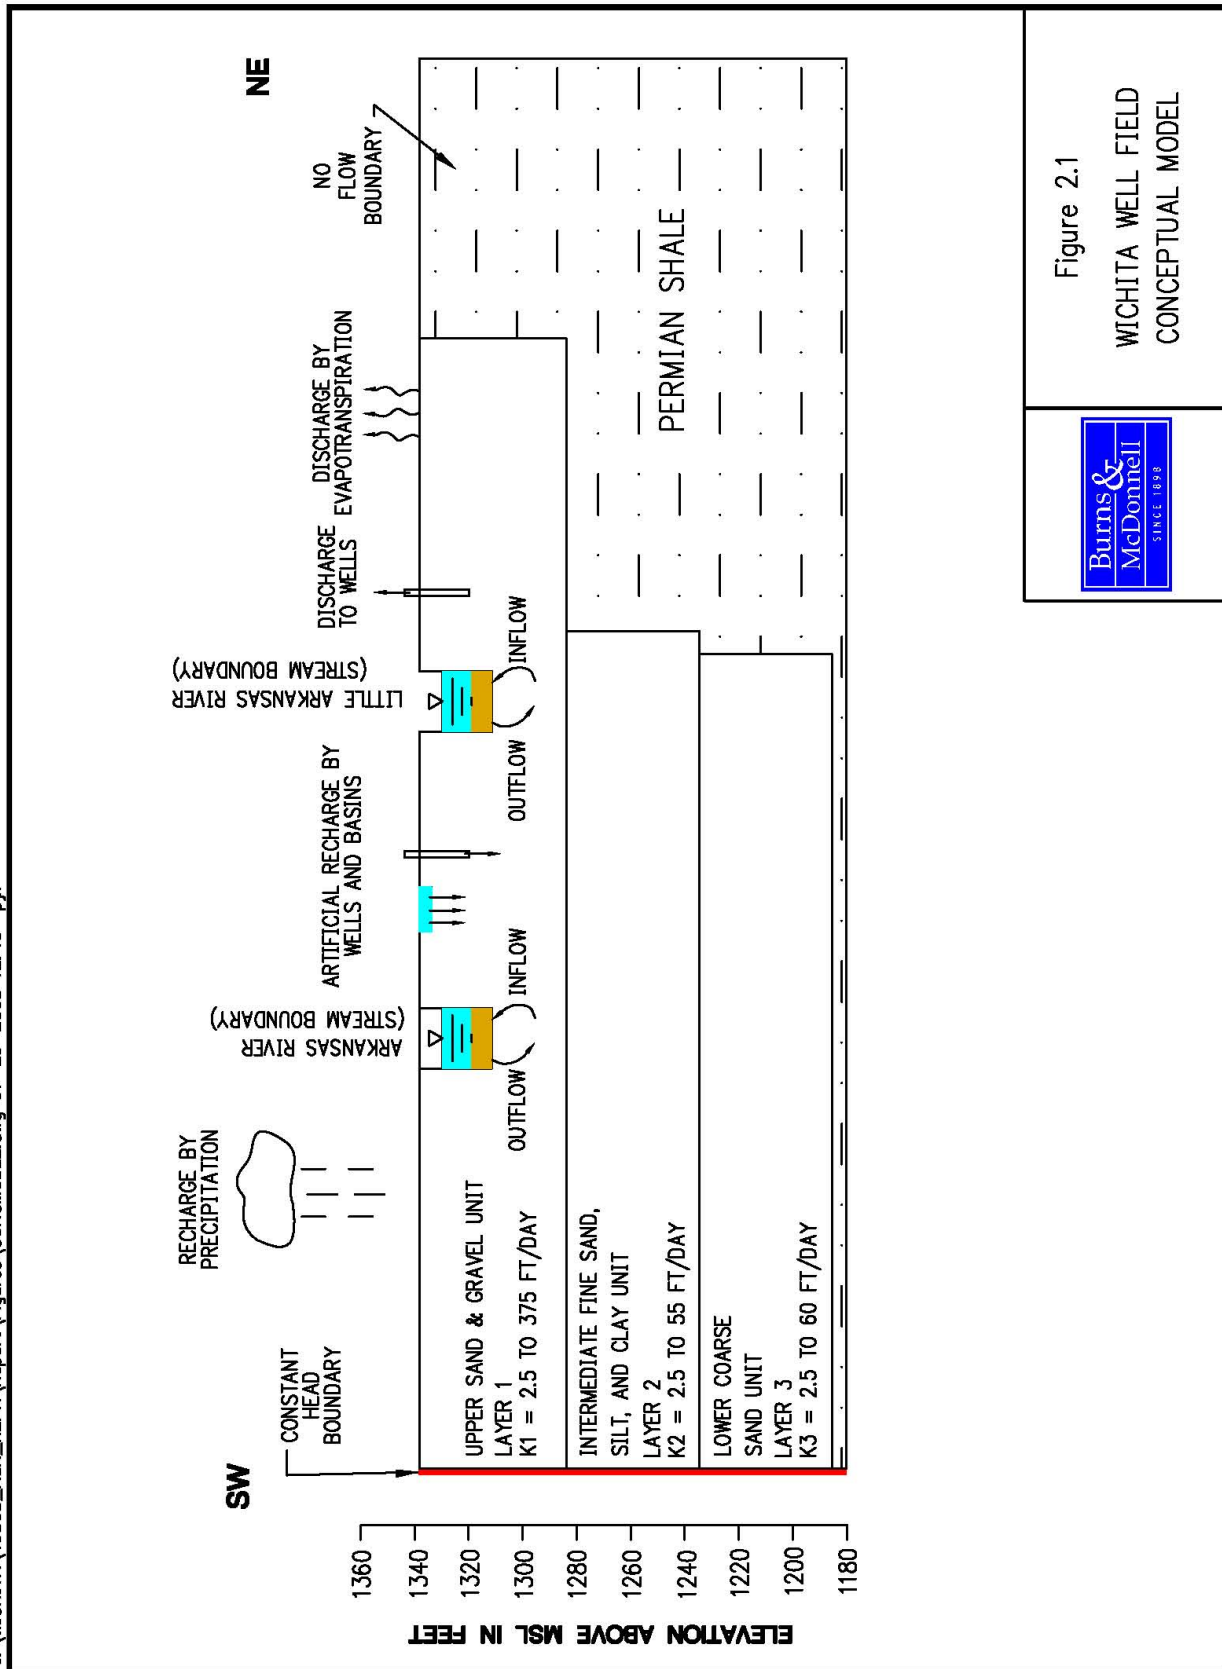 SW
NE
CONSTANT
HEAD
BOUNDARY
RECHARGE BY
PRECIPITATION
ARKANSAS RIVER
(STREAM BOUNDARY)
ARTIFICIAL RECHARGE BY
WELLS AND BASINS
LITTLE ARKANSAS RIVER
(STREAM BOUNDARY)
DISCHARGE
TO WELLS
DISCHARGE BY
EVAPOTRANSPIRATION
NO
FLOW
BOUNDARY
OUTFLOW
INFLOW
OUTFLOW
INFLOW
UPPER SAND & GRAVEL UNIT
LAYER 1
K1 = 2.5 TO 375 FT/DAY
INTERMEDIATE FINE SAND,
SILT, AND CLAY UNIT
LAYER 2
K2 = 2.5 TO 55 FT/DAY
LOWER COARSE
SAND UNIT
LAYER 3
K3 = 2.5 TO 60 FT/DAY
PERMIAN SHALE
ELEVATION ABOVE MSL IN FEET
1360
1340
1320
1300
1280
1260
1240
1220
1200
1180
Burns &
McDonnell
SINCE 1898
Figure 2.1
WICHITA WELL FIELD
CONCEPTUAL MODEL